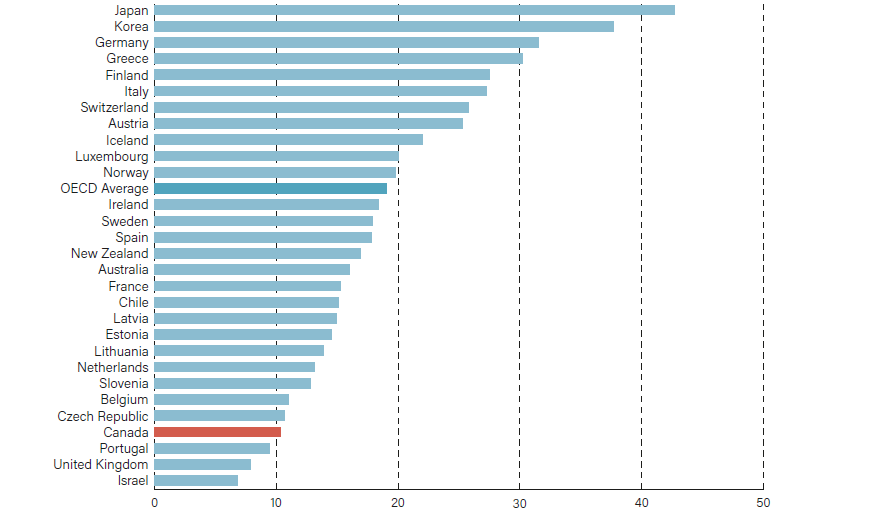 Japan
Korea
Germany
Greece
Finland
Italy
Switzerland
Austria
Iceland
Luxembourg
Norway
OECD Average
Ireland
Sweden
Spain
New Zealand
Australia
France
Chile
Latvia
Estonia
Lithuania
Netherlands
Slovenia
Belgium
Czech Republic
Canada
Portugal
United Kingdom
Israel
0 10 20 30 40 50